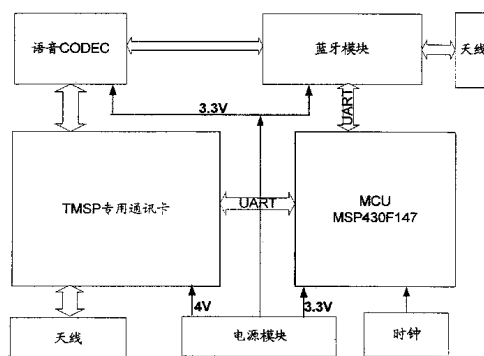 语音CODEC
蓝牙模块
天线
3.3V
UART
TMSP专用通讯卡
UART
MCU
MSP430F147
4V
3.3V
天线
电源模块
时钟